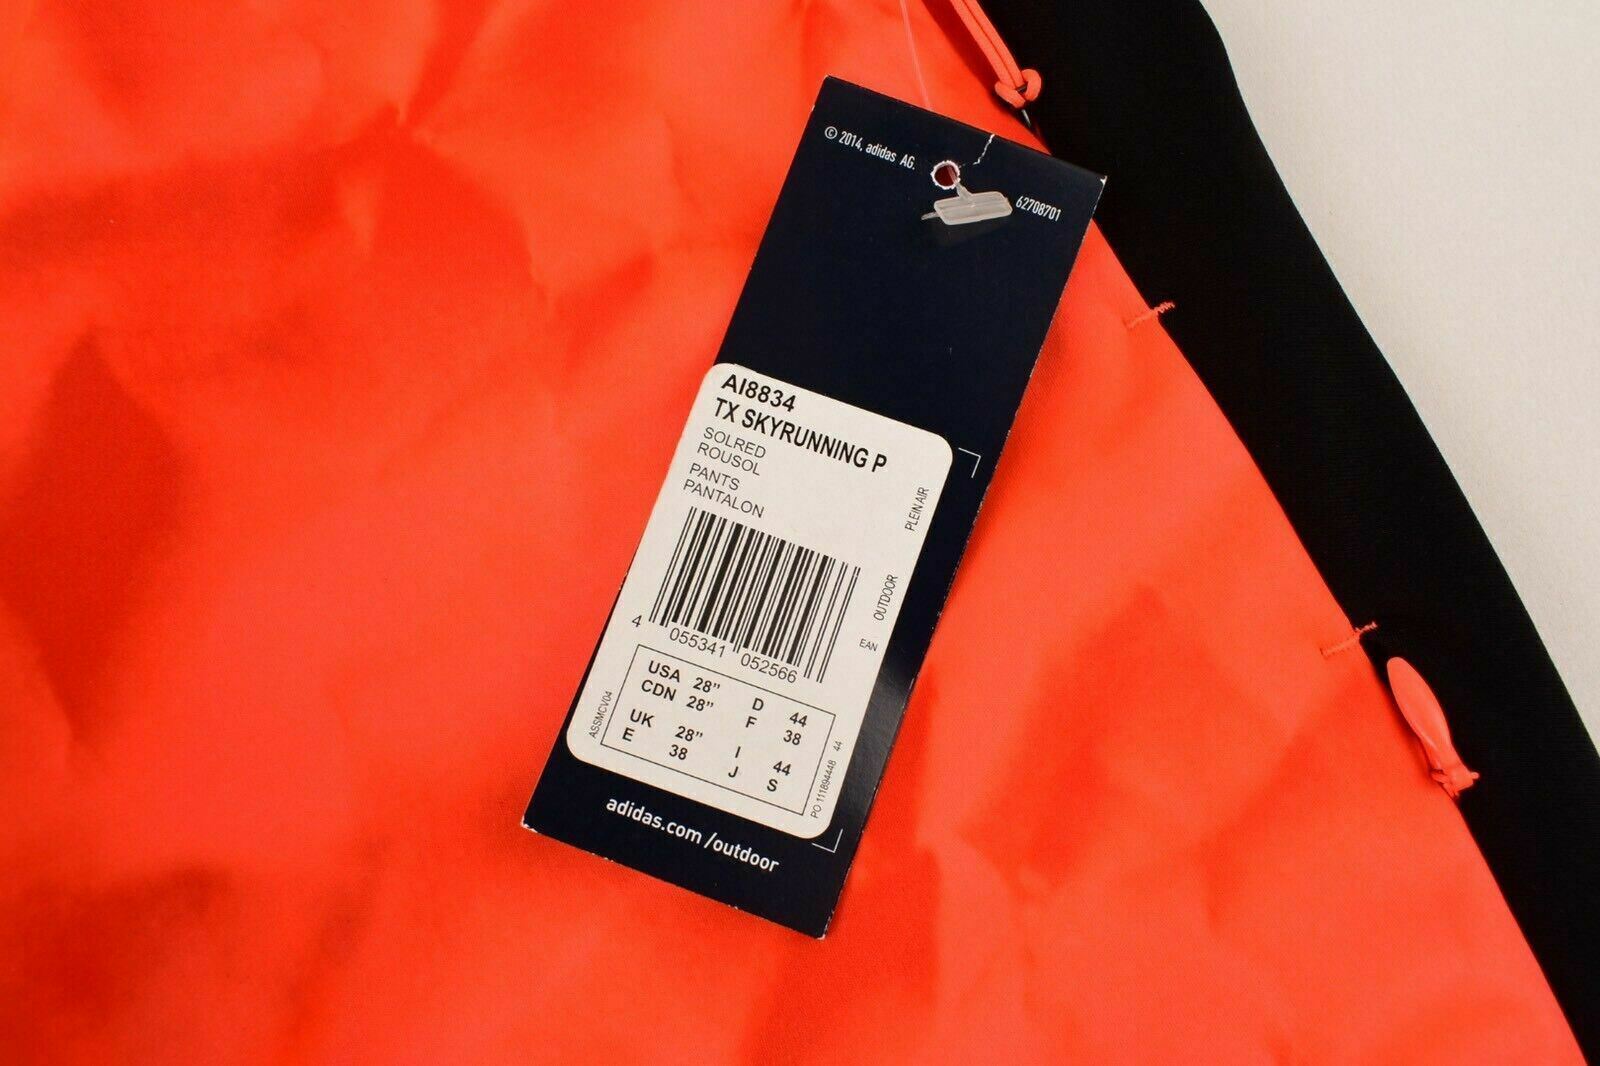 © 2014, adidas AG.
62708701
AI8834
TX SKYRUNNING P
SOLRED
ROUSOL
PANTS
PANTALON
PLEIN AIR
OUTDOOR
4 055341 052566
EAN
USA 28" D 44
CDN 28" F 38
UK 28" I 44
E 38 J S
ASSMCV04
PO 111894448 44
adidas.com /outdoor